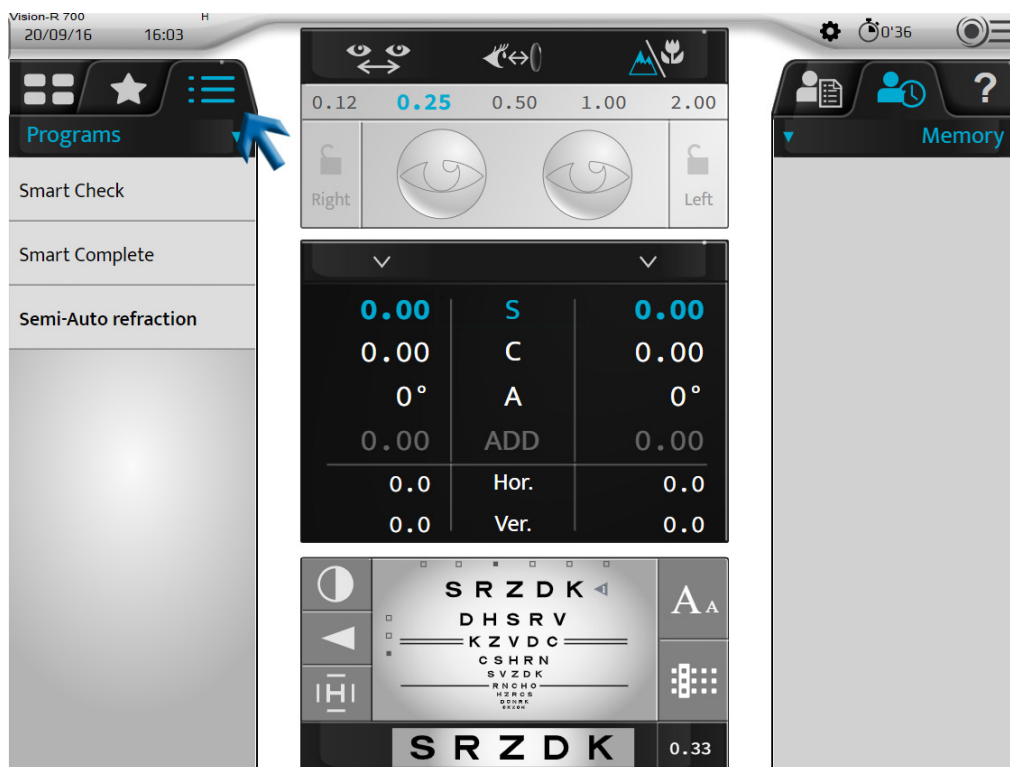 Vision-R 700 H
20/09/16 16:03
0'36
?
Programs
Memory
Smart Check
Smart Complete
Semi-Auto refraction
0.12 0.25 0.50 1.00 2.00
Right Left
0.00 S 0.00
0.00 C 0.00
0° A 0°
0.00 ADD 0.00
0.0 Hor. 0.0
0.0 Ver. 0.0
S R Z D K
D H S R V
K Z V D C
C S H R N
S V Z D K
R N C H O
H Z R C S
A A
H
S R Z D K
0.33